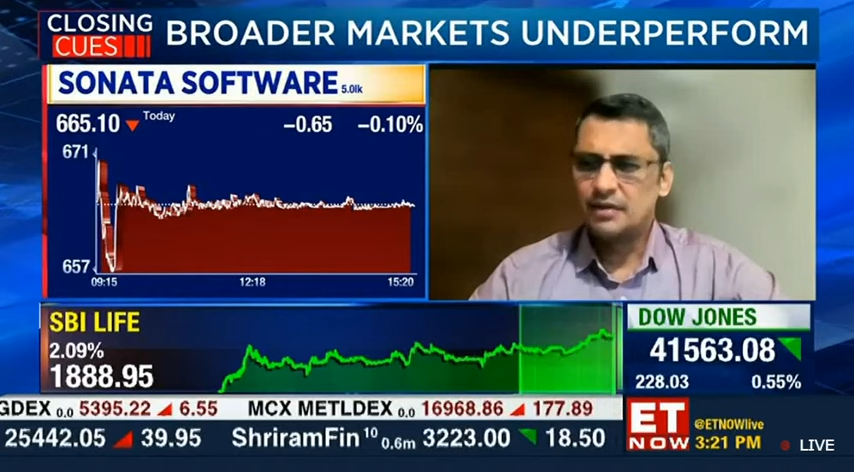 CLOSING
CUES
BROADER MARKETS UNDERPERFORM
SONATA SOFTWARE 5.0lk
665.10 Today -0.65 -0.10%
671
657
09:15 12:18 15:20
SBI LIFE
2.09%
1888.95
DOW JONES
41563.08
228.03 0.55%
GDEX 0.0 5395.22 6.55 MCX METLDEX 0.0 16968.86 177.89
25442.05 39.95 ShriramFin 10 0.6m 3223.00 18.50
ET
NOW
@ETNOWlive
3:21 PM
LIVE